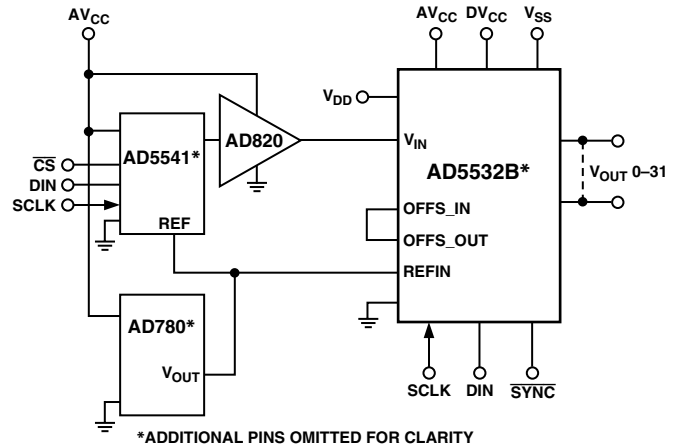 AVCC
AVCC DVCC VSS
VDD
AD820
VIN
AD5541*
CS
DIN
SCLK
REF
AD5532B*
VOUT 0–31
OFFS_IN
OFFS_OUT
REFIN
AD780*
VOUT
SCLK DIN SYNC
*ADDITIONAL PINS OMITTED FOR CLARITY